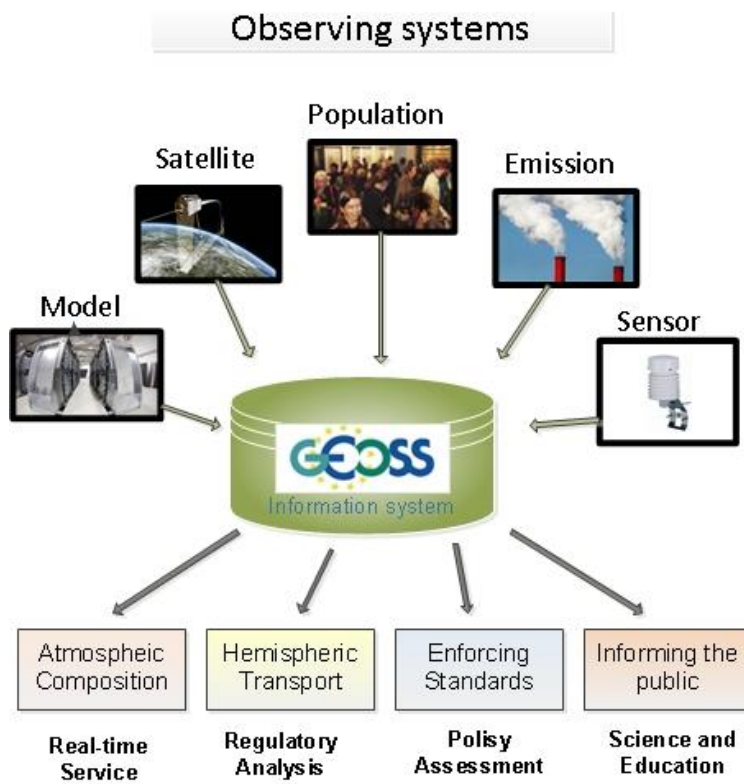 Observing systems
Population
Satellite
Emission
Model
Sensor
GEOSS
Information system
Atmospheic
Composition
Hemispheric
Transport
Enforcing
Standards
Informing the
public
Real-time
Service
Regulatory
Analysis
Polisy
Assessment
Science and
Education